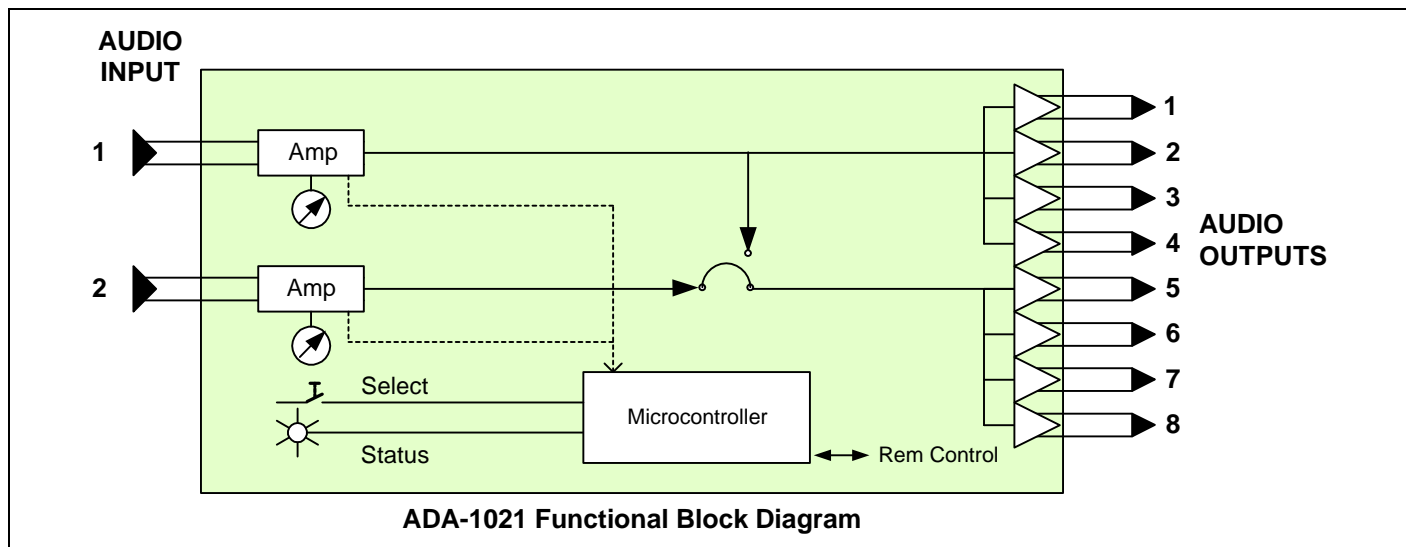 AUDIO
INPUT
1
Amp
2
Amp
Select
Status
Microcontroller
Rem Control
1
2
3
4
5
6
7
8
AUDIO
OUTPUTS
ADA-1021 Functional Block Diagram